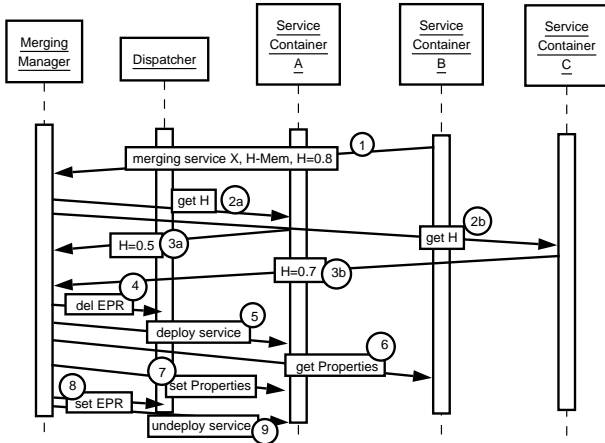 Merging
Manager
Dispatcher
Service
Container
A
Service
Container
B
Service
Container
C
merging service X, H-Mem, H=0.8
1
get H
2a
get H
2b
H=0.5
3a
H=0.7
3b
4
del EPR
5
deploy service
6
get Properties
7
set Properties
8
set EPR
undeploy service
9